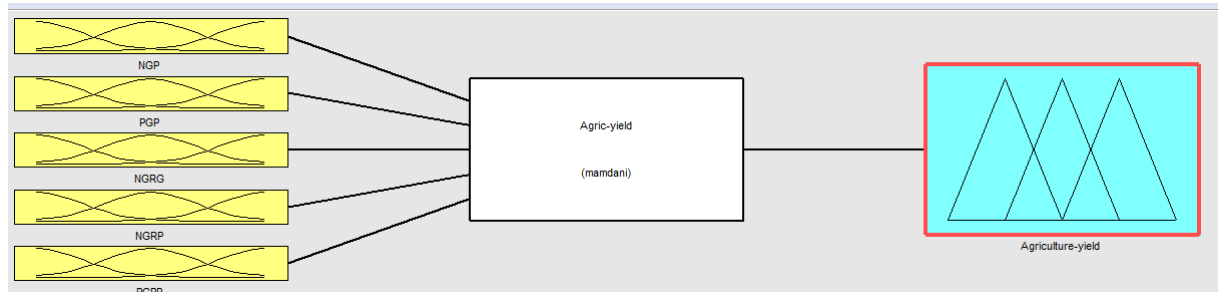 NGP
PGP
NGRG
NGRP
Agric-yield
(mamdani)
Agriculture-yield